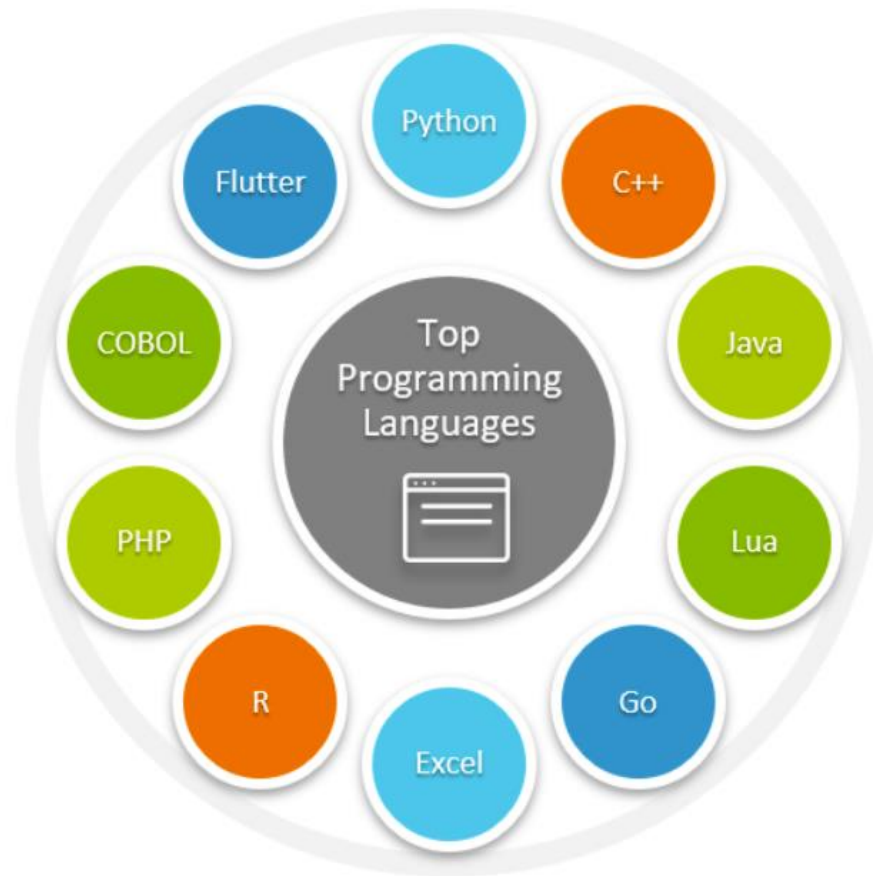 Top
Programming
Languages
Python
C++
Java
Lua
Go
Excel
R
PHP
COBOL
Flutter